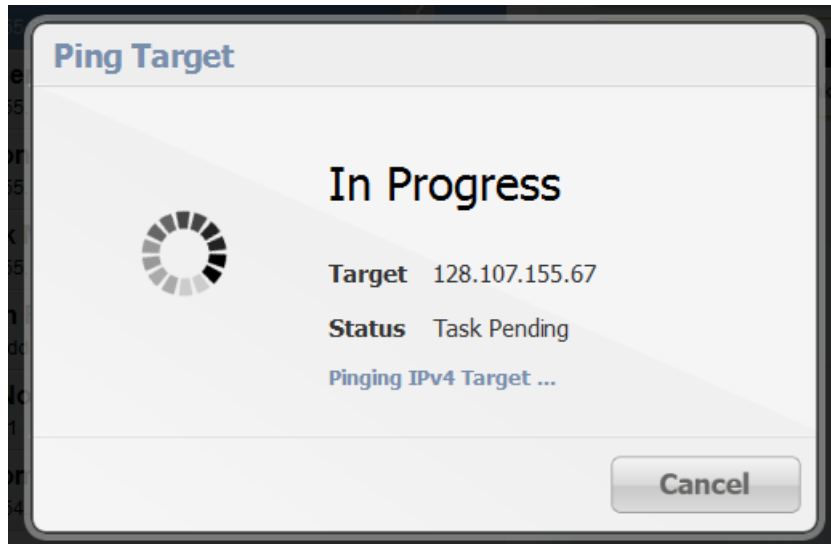 Ping Target
In Progress
Target 128.107.155.67
Status Task Pending
Pinging IPv4 Target ...
Cancel